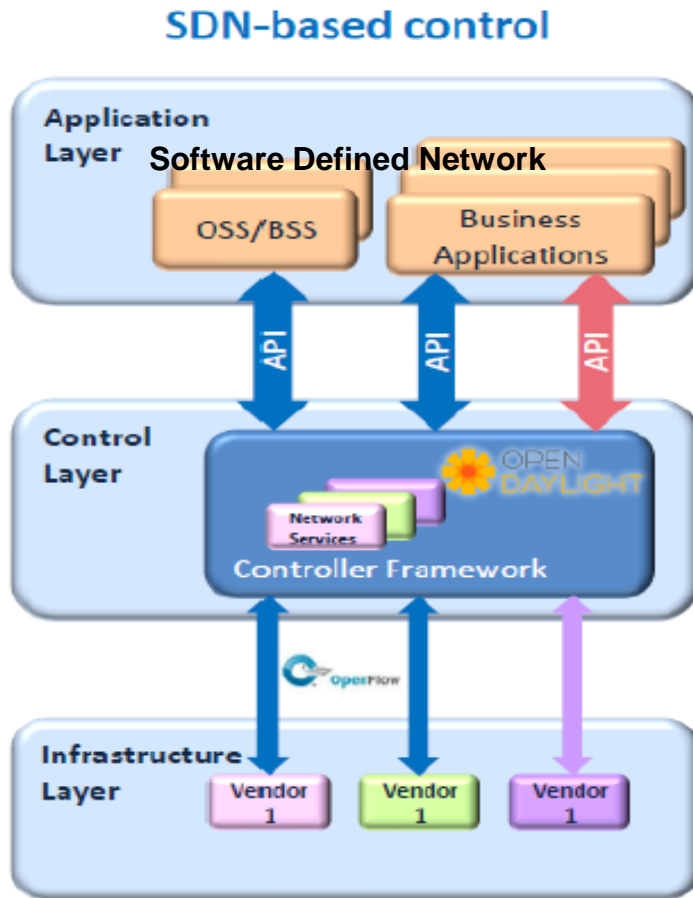 SDN-based control
Application
Layer
Software Defined Network
OSS/BSS
Business
Applications
API
API
API
Control
Layer
OPEN
DAYLIGHT
Network
Services
Controller Framework
OpenFlow
Infrastructure
Layer
Vendor
1
Vendor
1
Vendor
1